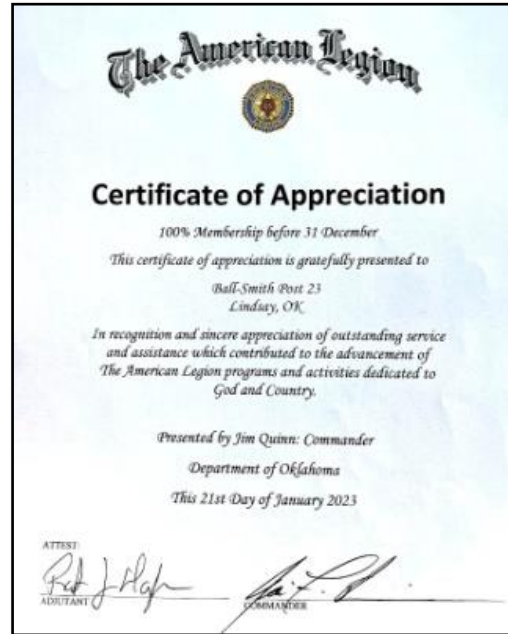 The American Legion
Certificate of Appreciation
100% Membership before 31 December
This certificate of appreciation is gratefully presented to
Ball-Smith Post 23
Lindsay, OK
In recognition and sincere appreciation of outstanding service
and assistance which contributed to the advancement of
The American Legion programs and activities dedicated to
God and Country.
Presented by Jim Quinn: Commander
Department of Oklahoma
This 21st Day of January 2023
ATTEST:
ADJUTANT
COMMANDER